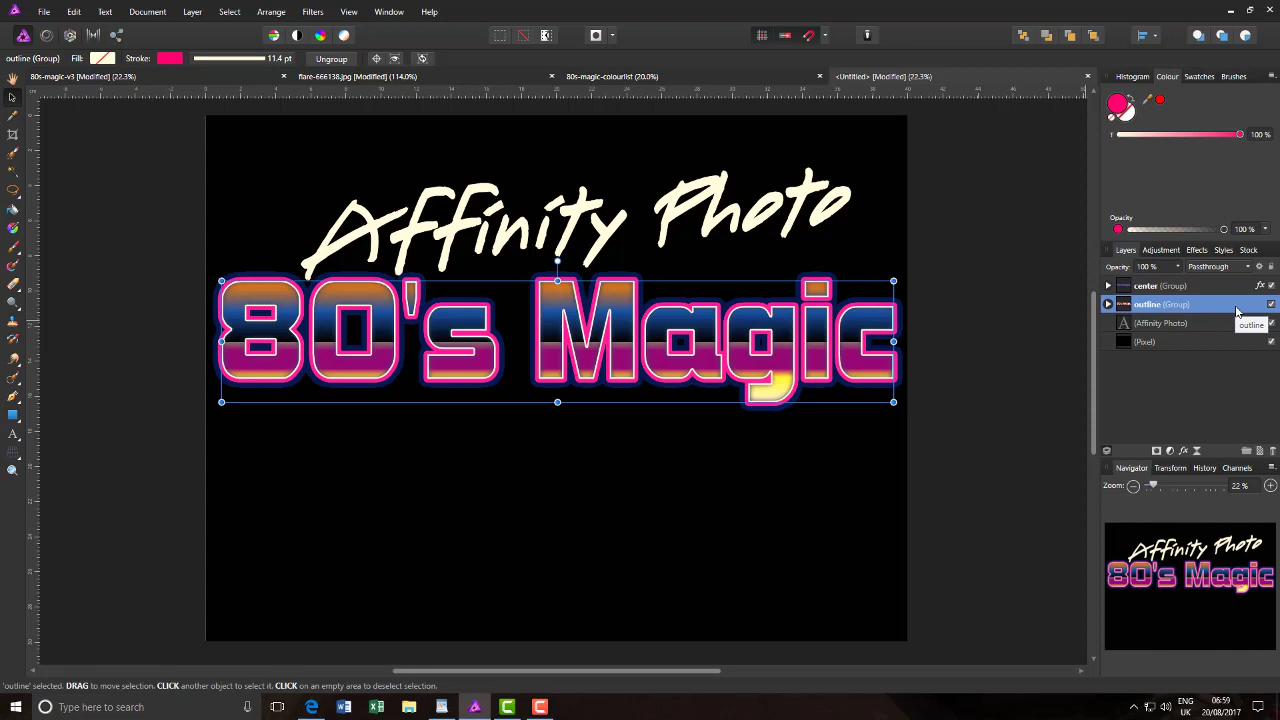 File Edit Text Document Layer Select Arrange Filters View Window Help
outline (Group) Fill: Stroke: 11.4 pt Ungroup
80s-magic-v3 [Modified] (22.3%) flare-666138.jpg [Modified] (114.0%) 80s-magic-colourlist (20.0%) <Untitled> [Modified] (22.3%)
Histogram Colour Swatches Brushes
T 100 %
Opacity
100 %
Layers Adjustment Effects Styles Stock
Opacity: 100 % Passthrough
center (Group) fx
outline (Group)
A (Affinity Photo)
outline
(Pixel)
Affinity Photo
80's Magic
Navigator Transform History Channels
Zoom: 22 %
Affinity Photo
80's Magic
'outline' selected. DRAG to move selection. CLICK another object to select it. CLICK on an empty area to deselect selection.
Type here to search
ENG 06:59
UK 20/08/2017